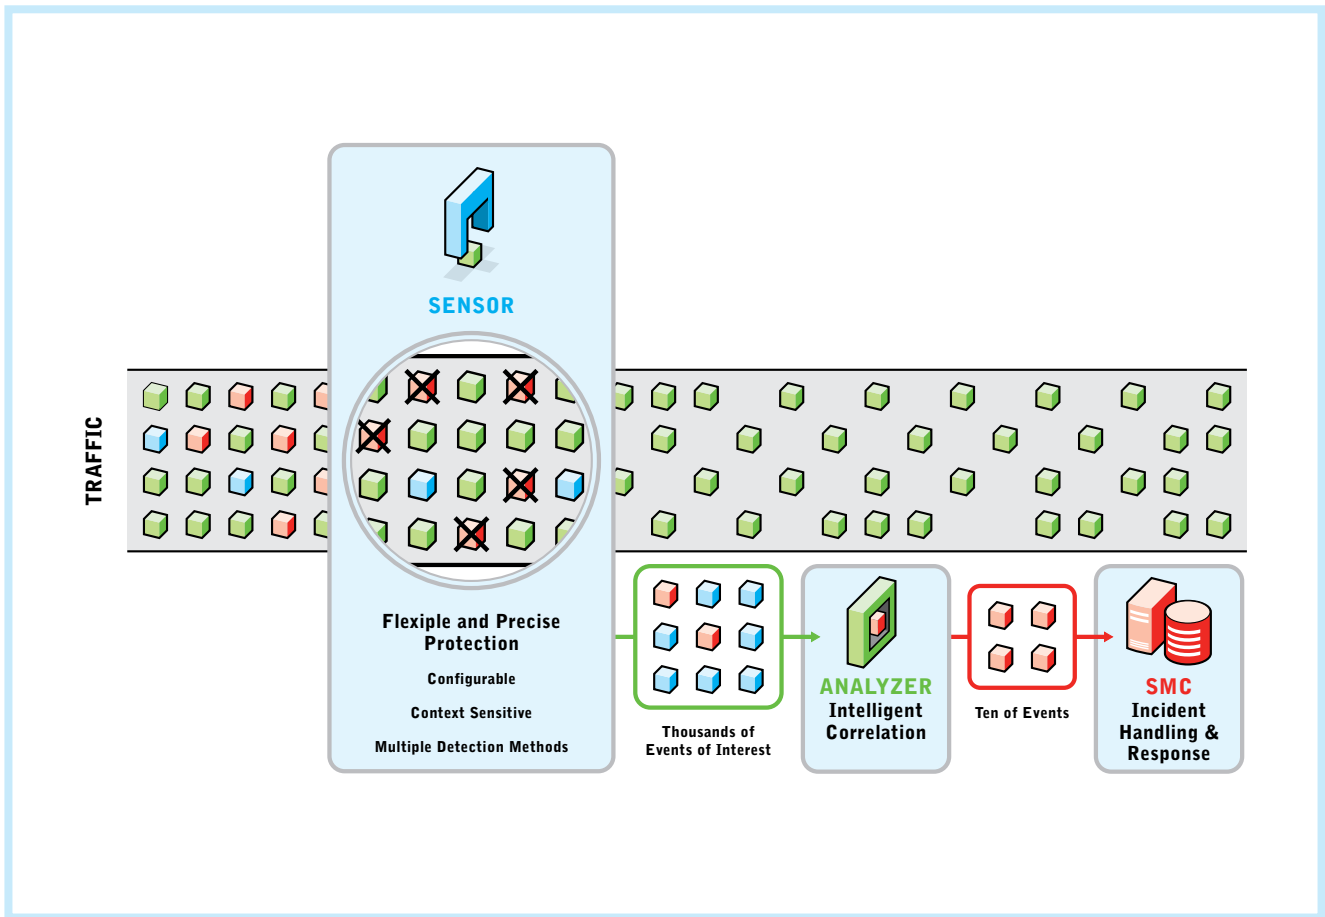 SENSOR
TRAFFIC
Flexiple and Precise
Protection
Configurable
Context Sensitive
Multiple Detection Methods
Thousands of
Events of Interest
ANALYZER
Intelligent
Correlation
Ten of Events
SMC
Incident
Handling &
Response